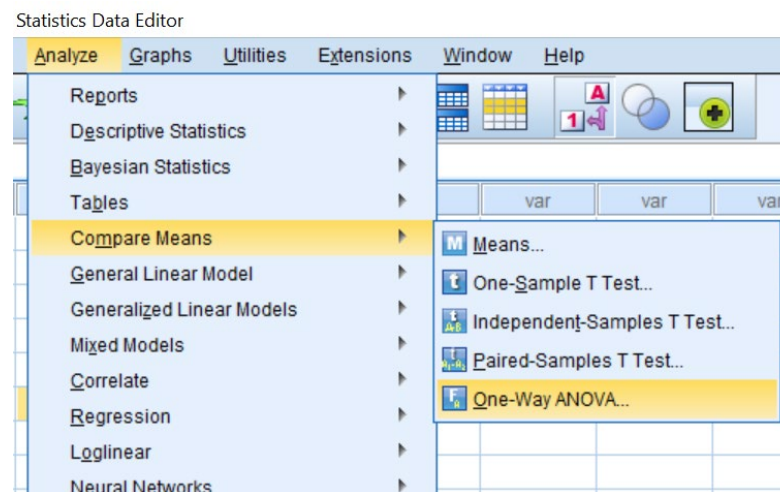 Statistics Data Editor
Analyze Graphs Utilities Extensions Window Help
Reports
Descriptive Statistics
Bayesian Statistics
Tables
Compare Means
General Linear Model
Generalized Linear Models
Mixed Models
Correlate
Regression
Loglinear
Neural Networks
A
1
var var var
M Means...
t One-Sample T Test...
Independent-Samples T Test...
Paired-Samples T Test...
One-Way ANOVA...